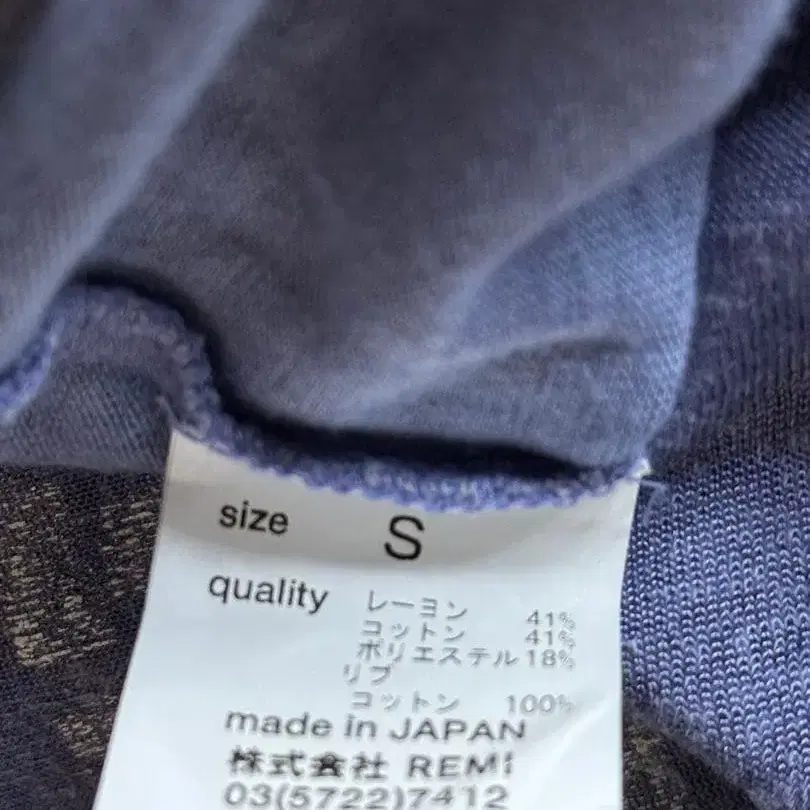 size S
quality レーヨン 41%
コットン 41%
ポリエステル 18%
リブ
コットン 100%
made in JAPAN
株式会社 REMI
03(5722)7412